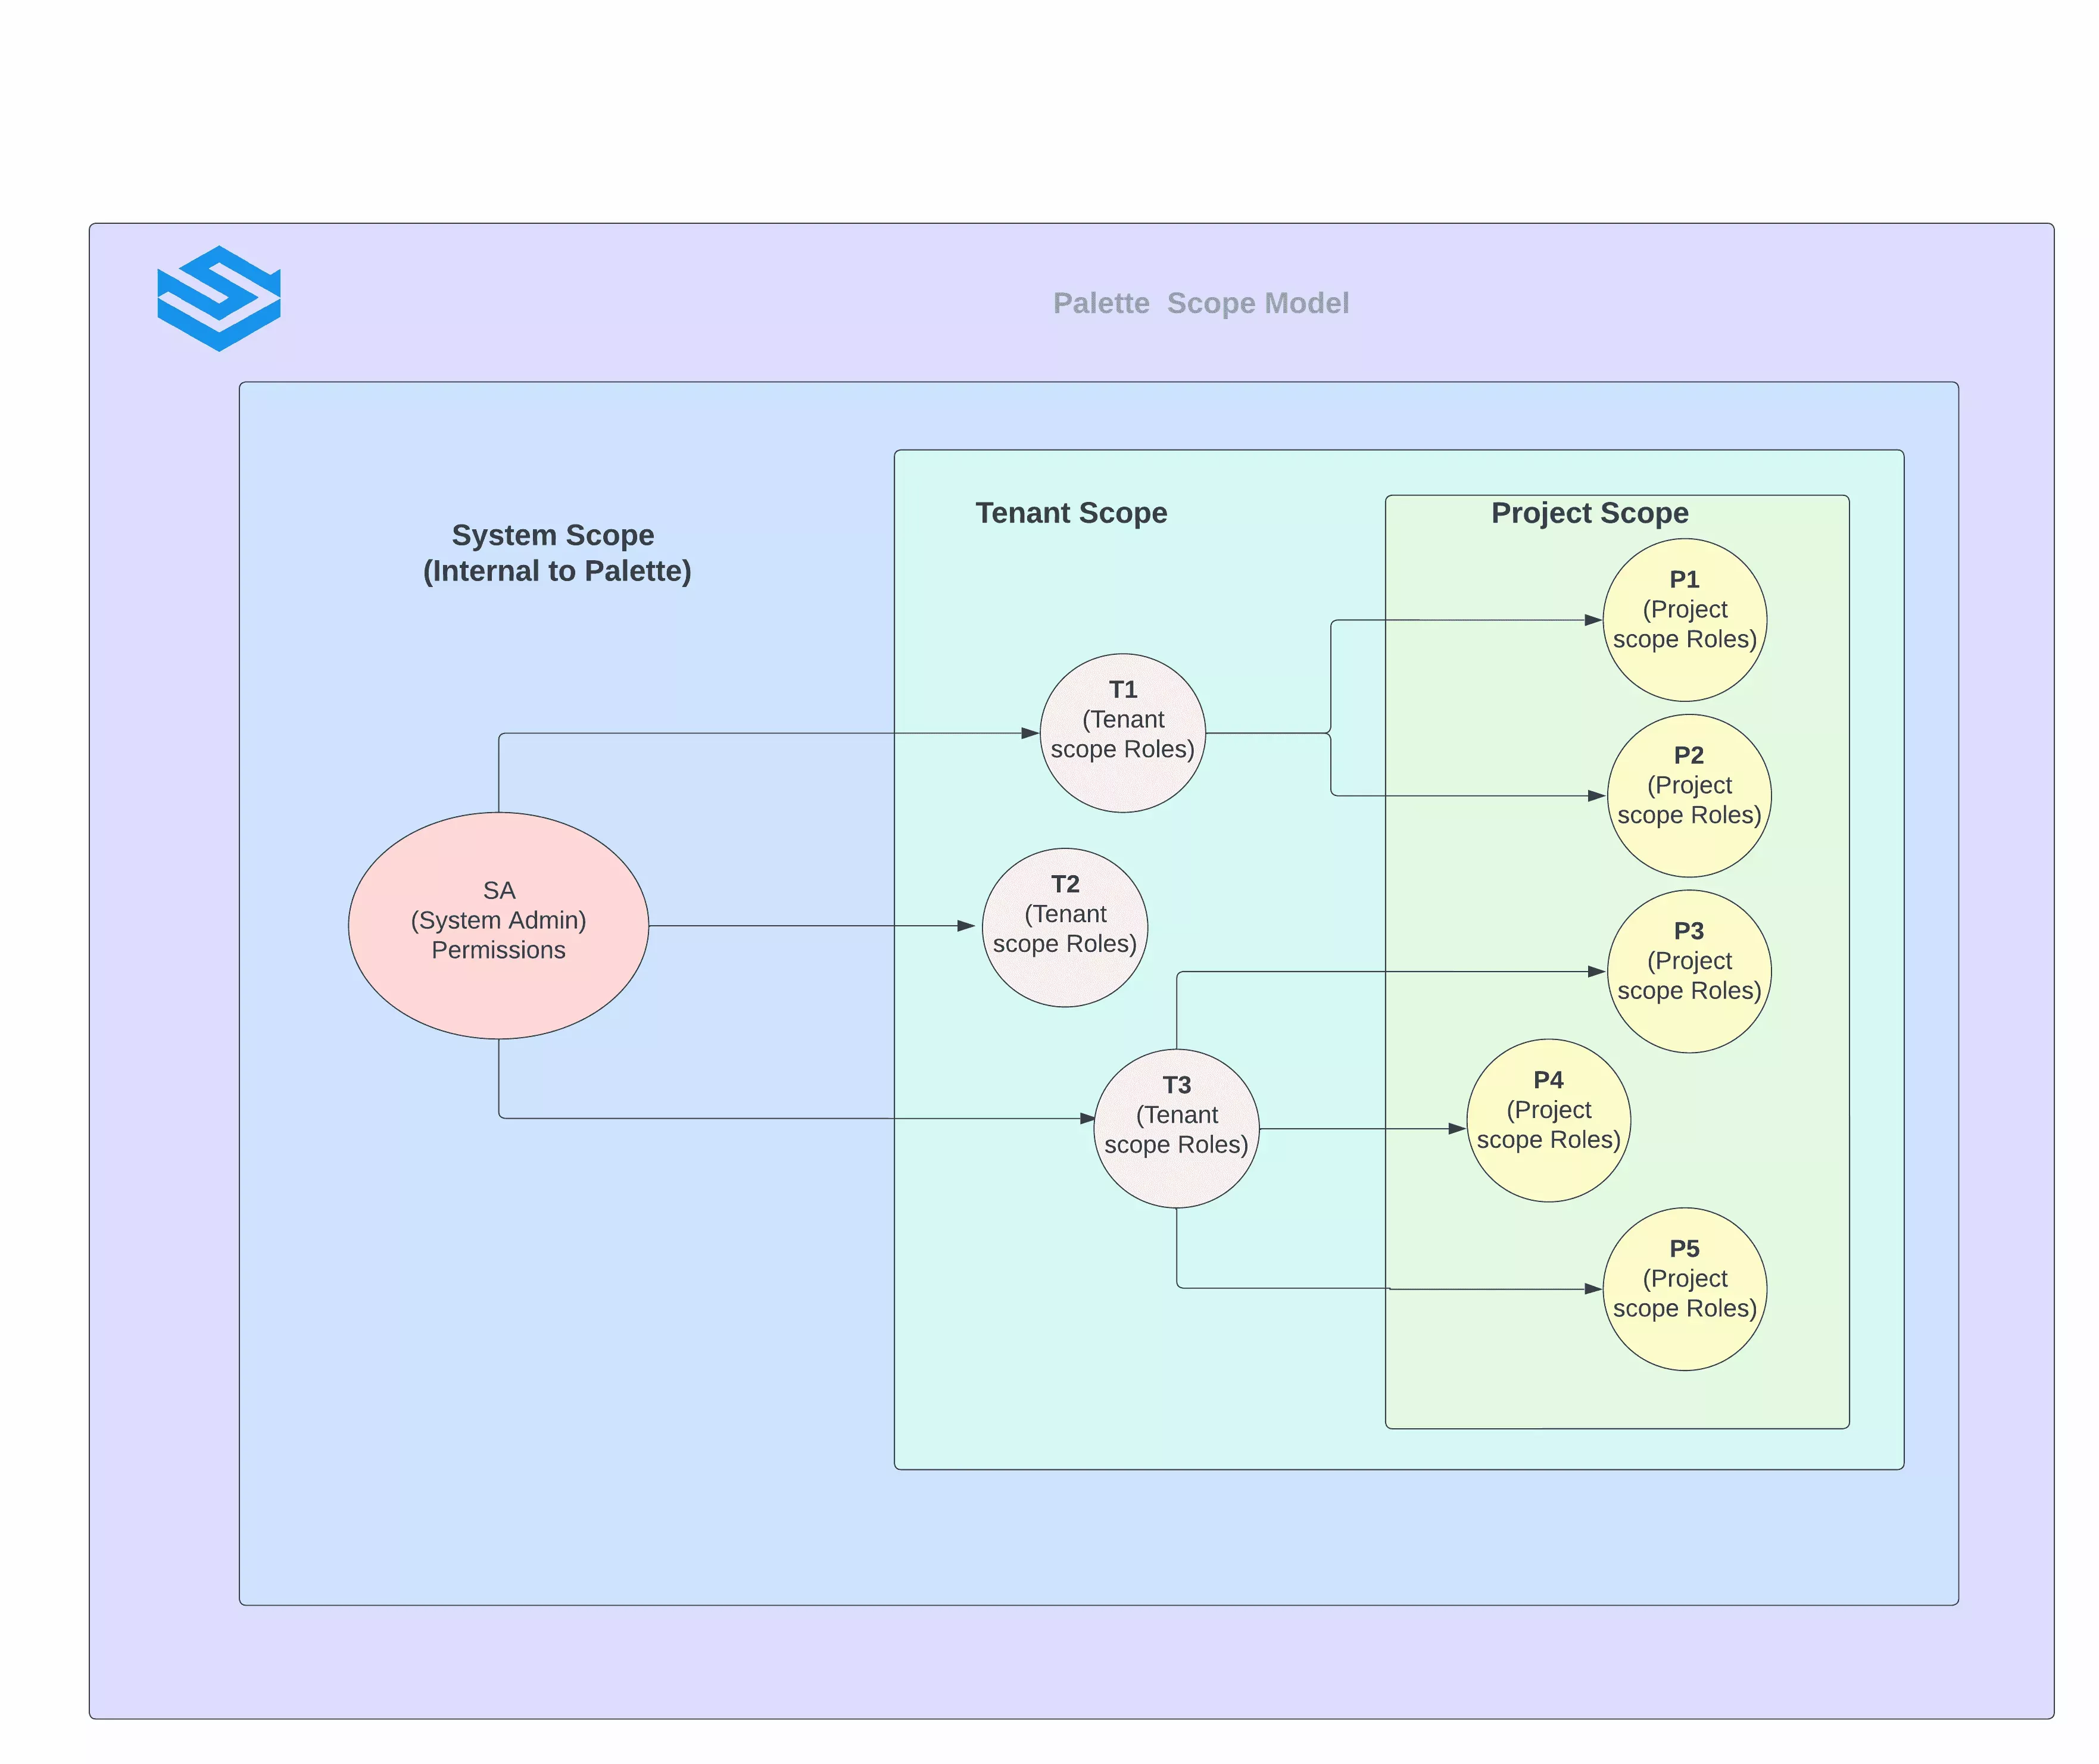 Palette  Scope Model
System Scope
(Internal to Palette)
Tenant Scope
Project Scope
SA
(System Admin)
Permissions
T1
(Tenant
scope Roles)
T2
(Tenant
scope Roles)
T3
(Tenant
scope Roles)
P1
(Project
scope Roles)
P2
(Project
scope Roles)
P3
(Project
scope Roles)
P4
(Project
scope Roles)
P5
(Project
scope Roles)